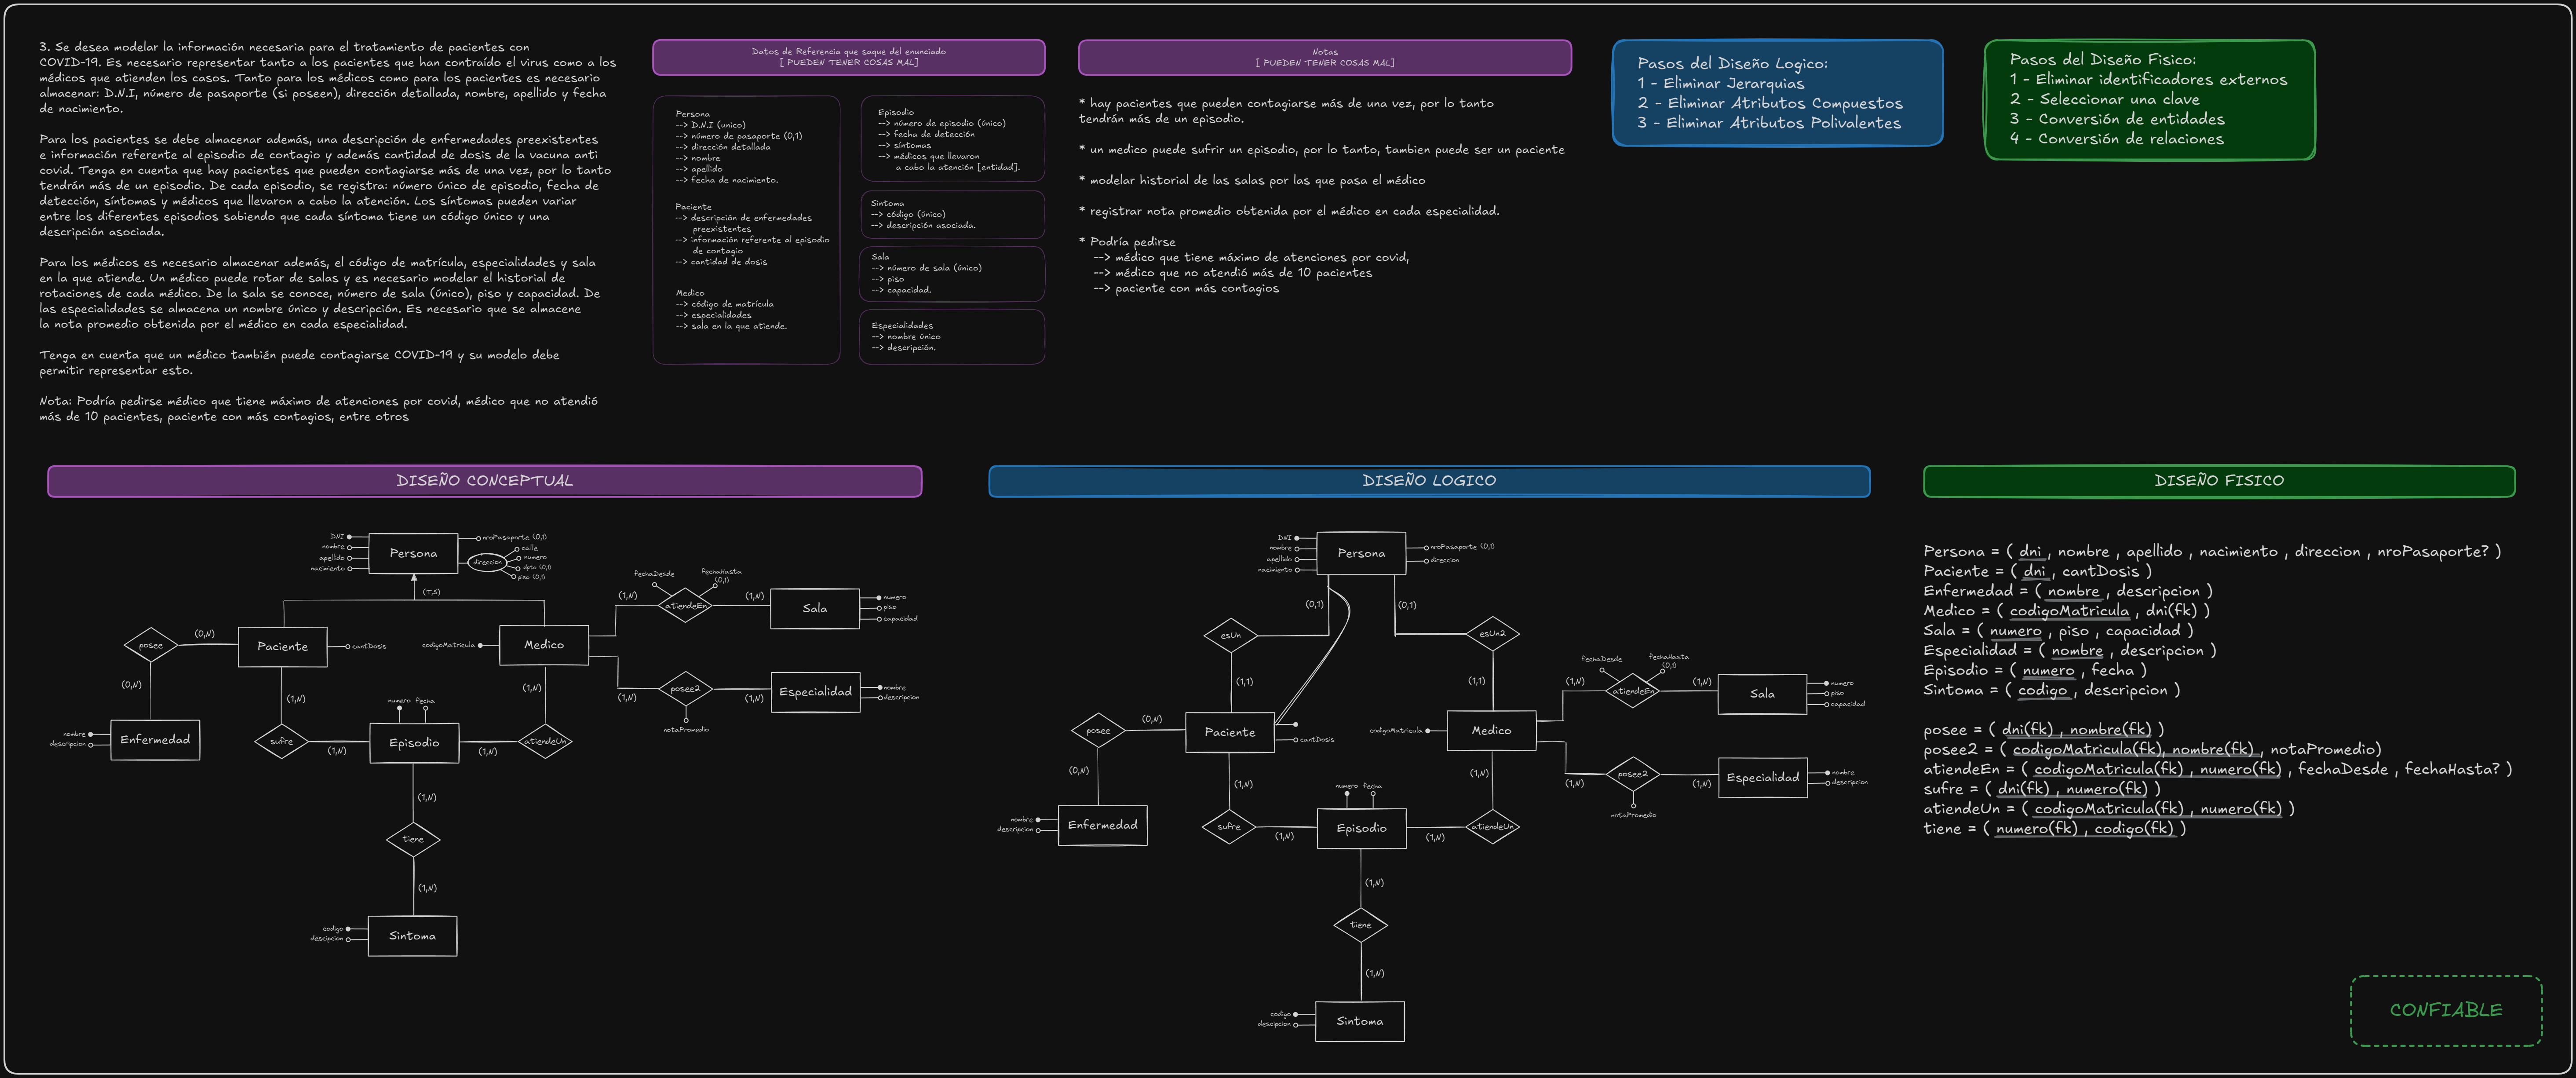 3. Se desea modelar la información necesaria para el tratamiento de pacientes con
COVID-19. Es necesario representar tanto a los pacientes que han contraído el virus como a los
médicos que atienden los casos. Tanto para los médicos como para los pacientes es necesario
almacenar: D.N.I, número de pasaporte (si poseen), dirección detallada, nombre, apellido y fecha
de nacimiento.
Para los pacientes se debe almacenar además, una descripción de enfermedades preexistentes
e información referente al episodio de contagio y además cantidad de dosis de la vacuna anti
covid. Tenga en cuenta que hay pacientes que pueden contagiarse más de una vez, por lo tanto
tendrán más de un episodio. De cada episodio, se registra: número único de episodio, fecha de
detección, síntomas y médicos que llevaron a cabo la atención. Los síntomas pueden variar
entre los diferentes episodios sabiendo que cada síntoma tiene un código único y una
descripción asociada.
Para los médicos es necesario almacenar además, el código de matrícula, especialidades y sala
en la que atiende. Un médico puede rotar de salas y es necesario modelar el historial de
rotaciones de cada médico. De la sala se conoce, número de sala (único), piso y capacidad. De
las especialidades se almacena un nombre único y descripción. Es necesario que se almacene
la nota promedio obtenida por el médico en cada especialidad.
Tenga en cuenta que un médico también puede contagiarse COVID-19 y su modelo debe
permitir representar esto.
Nota: Podría pedirse médico que tiene máximo de atenciones por covid, médico que no atendió
más de 10 pacientes, paciente con más contagios, entre otros
Datos de Referencia que saque del enunciado
[ PUEDEN TENER COSAS MAL]
Persona
--> D.N.I (unico)
--> número de pasaporte (0,1)
--> dirección detallada
--> nombre
--> apellido
--> fecha de nacimiento.
Paciente
--> descripción de enfermedades
preexistentes
--> información referente al episodio
de contagio
--> cantidad de dosis
Medico
--> código de matrícula
--> especialidades
--> sala en la que atiende.
Episodio
--> número de episodio (único)
--> fecha de detección
--> síntomas
--> médicos que llevaron
a cabo la atención [entidad].
Sintoma
--> código (único)
--> descripción asociada.
Sala
--> número de sala (único)
--> piso
--> capacidad.
Especialidades
--> nombre único
--> descripción.
Notas
[ PUEDEN TENER COSAS MAL]
* hay pacientes que pueden contagiarse más de una vez, por lo tanto
tendrán más de un episodio.
* un medico puede sufrir un episodio, por lo tanto, tambien puede ser un paciente
* modelar historial de las salas por las que pasa el médico
* registrar nota promedio obtenida por el médico en cada especialidad.
* Podría pedirse
--> médico que tiene máximo de atenciones por covid,
--> médico que no atendió más de 10 pacientes
--> paciente con más contagios
Pasos del Diseño Logico:
1 - Eliminar Jerarquias
2 - Eliminar Atributos Compuestos
3 - Eliminar Atributos Polivalentes
Pasos del Diseño Fisico:
1 - Eliminar identificadores externos
2 - Seleccionar una clave
3 - Conversión de entidades
4 - Conversión de relaciones
DISEÑO CONCEPTUAL
DNI
nombre
apellido
nacimiento
Persona
nroPasaporte (0,1)
direccion
calle
numero
dpto (0,1)
piso (0,1)
(T,S)
posee
(0,N)
Paciente
cantDosis
codigoMatricula
Medico
(1,N)
fechaDesde
fechaHasta
(0,1)
atiendeEn
(1,N)
Sala
numero
piso
capacidad
(0,N)
(1,N)
(1,N)
(1,N)
posee2
notaPromedio
(1,N)
Especialidad
nombre
descripcion
nombre
descripcion
Enfermedad
sufre
(1,N)
numero
fecha
Episodio
(1,N)
atiendeUn
(1,N)
tiene
(1,N)
codigo
descipcion
Sintoma
DISEÑO LOGICO
DNI
nombre
apellido
nacimiento
Persona
nroPasaporte (0,1)
direccion
(0,1)
(0,1)
esUn
esUn2
(1,1)
(1,1)
posee
(0,N)
Paciente
cantDosis
codigoMatricula
Medico
(1,N)
fechaDesde
fechaHasta
(0,1)
atiendeEn
(1,N)
Sala
numero
piso
capacidad
(0,N)
(1,N)
(1,N)
(1,N)
posee2
notaPromedio
(1,N)
Especialidad
nombre
descripcion
nombre
descripcion
Enfermedad
sufre
(1,N)
numero
fecha
Episodio
(1,N)
atiendeUn
(1,N)
tiene
(1,N)
codigo
descipcion
Sintoma
DISEÑO FISICO
Persona = ( dni , nombre , apellido , nacimiento , direccion , nroPasaporte? )
Paciente = ( dni , cantDosis )
Enfermedad = ( nombre , descripcion )
Medico = ( codigoMatricula , dni(fk) )
Sala = ( numero , piso , capacidad )
Especialidad = ( nombre , descripcion )
Episodio = ( numero , fecha )
Sintoma = ( codigo , descripcion )
posee = ( dni(fk) , nombre(fk) )
posee2 = ( codigoMatricula(fk), nombre(fk) , notaPromedio)
atiendeEn = ( codigoMatricula(fk) , numero(fk) , fechaDesde , fechaHasta? )
sufre = ( dni(fk) , numero(fk) )
atiendeUn = ( codigoMatricula(fk) , numero(fk) )
tiene = ( numero(fk) , codigo(fk) )
CONFIABLE